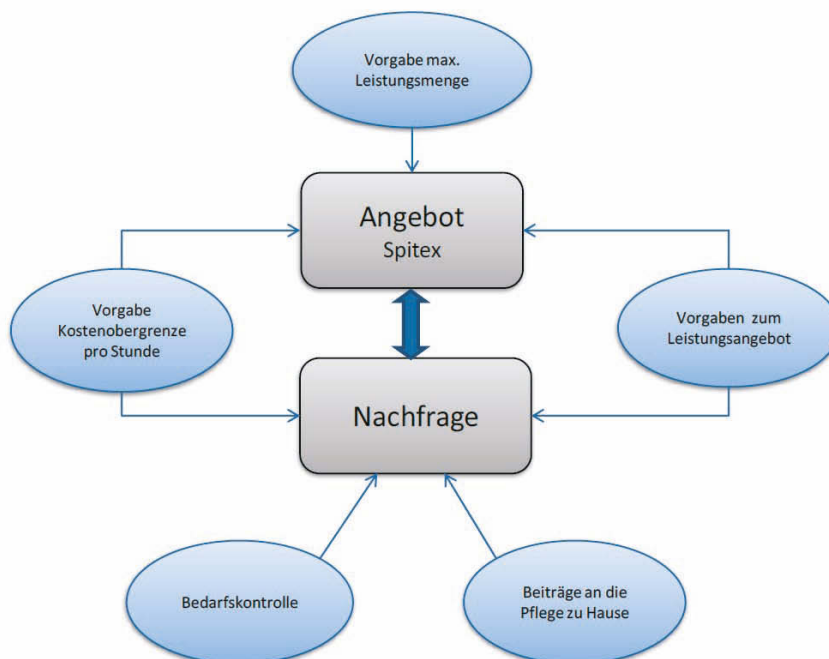 Vorgabe max.
Leistungsmenge
Angebot
Spitex
Vorgabe
Kostenobergrenze
pro Stunde
Vorgaben zum
Leistungsangebot
Nachfrage
Bedarfskontrolle
Beiträge an die
Pflege zu Hause